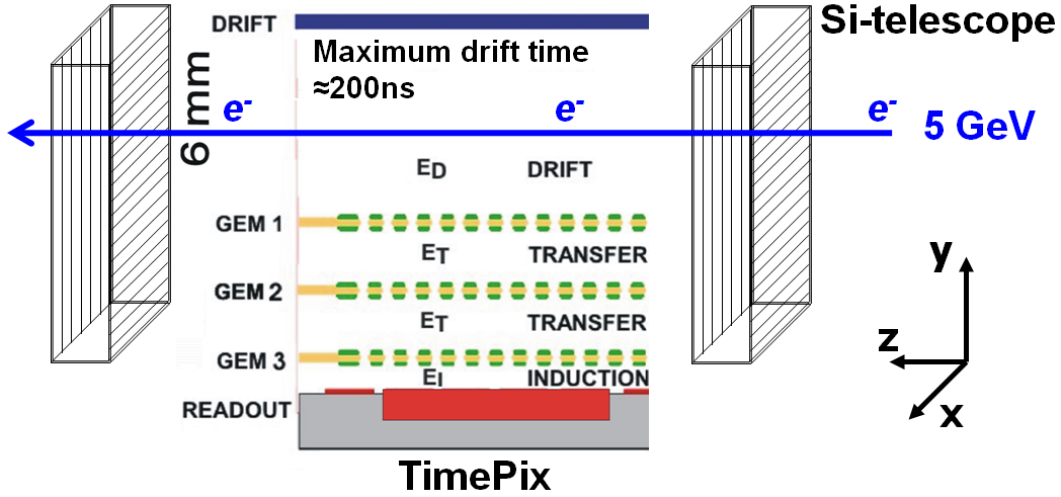 DRIFT
Maximum drift time
≈200ns
Si-telescope
6 mm
e-
e-
e-
5 GeV
ED
DRIFT
GEM 1
ET
TRANSFER
GEM 2
ET
TRANSFER
GEM 3
EI
INDUCTION
READOUT
TimePix
y
z
x